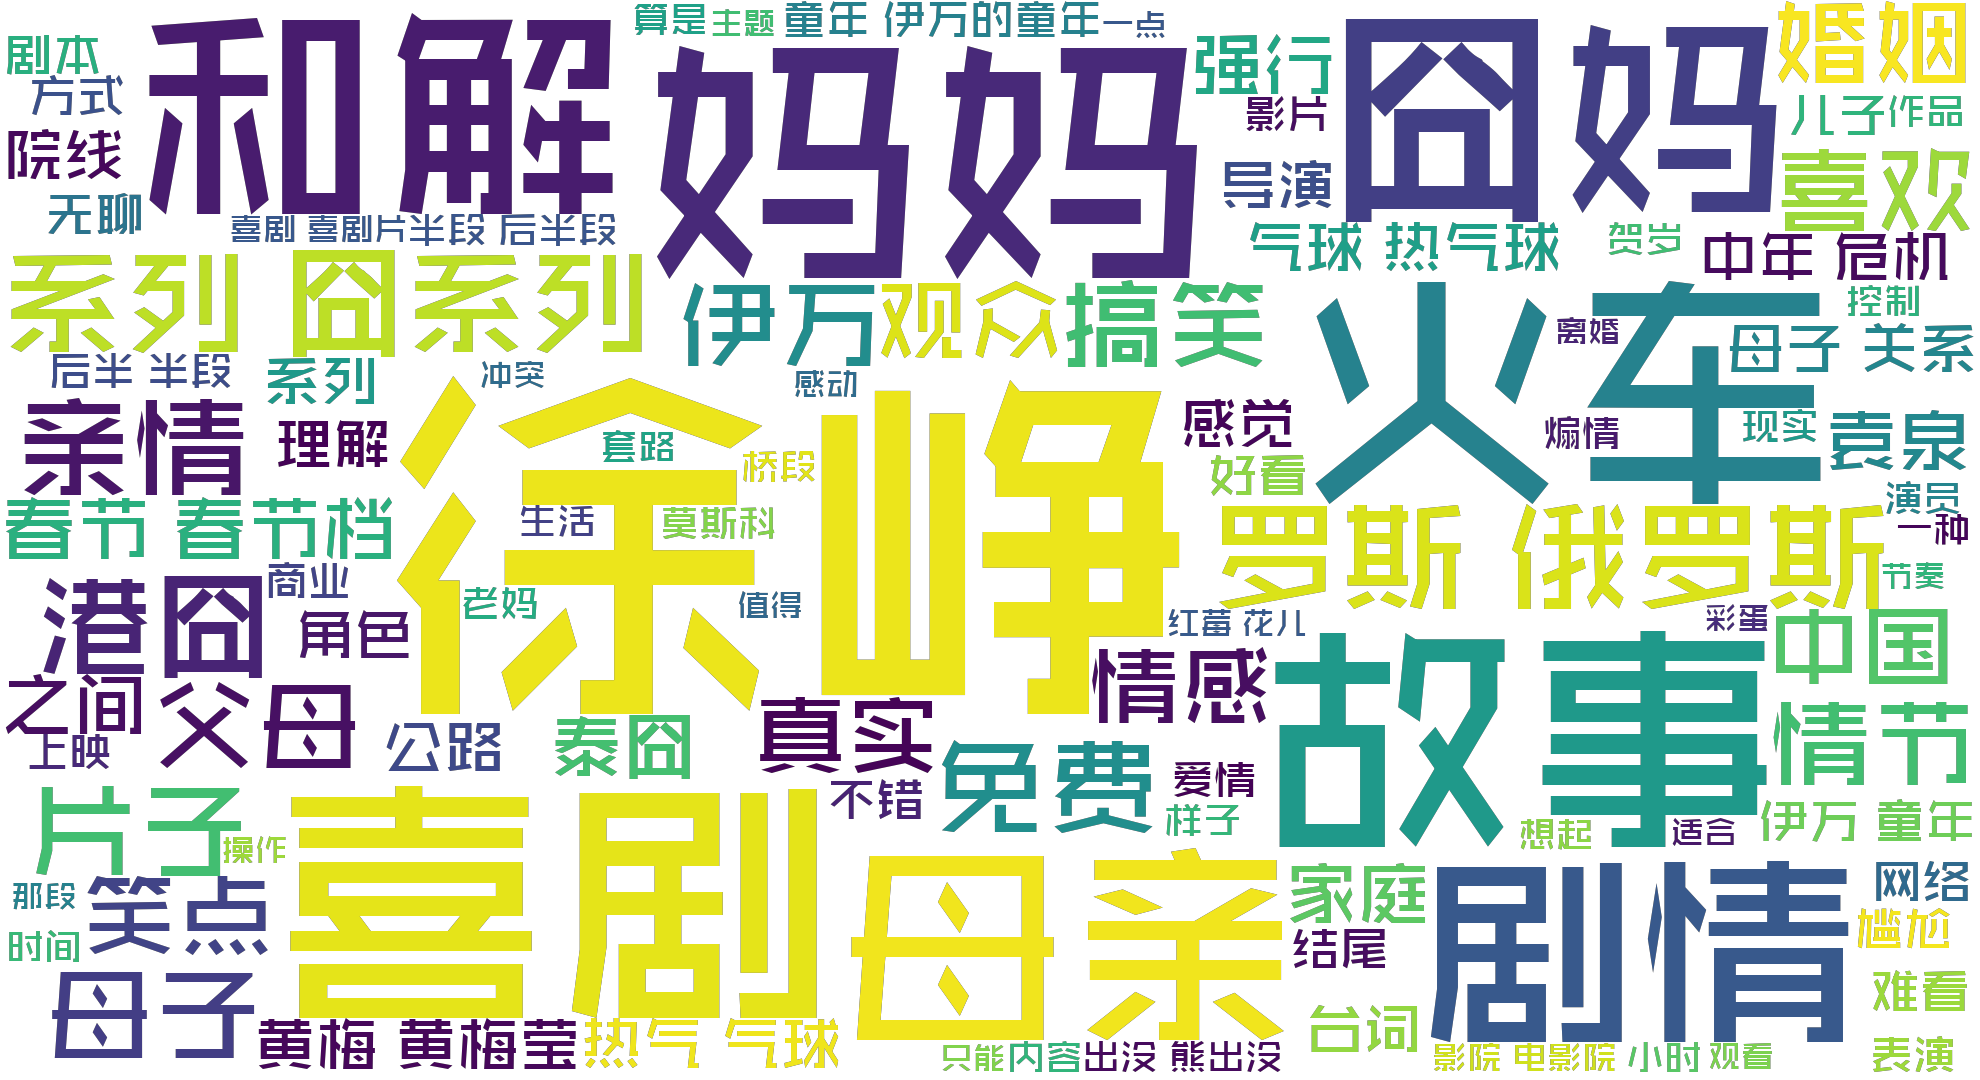 算是 主题 童年 伊万的童年 一点
剧本 和解 妈妈 强行 囧妈 婚姻
方式 影片 儿子 作品
院线 导演 喜欢
无聊 喜剧 喜剧片 半段 后半段 气球 热气球 贺岁 中年 危机
系列 囧系列 伊万 观众 搞笑 火车 控制
离婚 母子 关系
后半 半段 系列 冲突 感动
亲情 理解 徐峥 套路 桥段 感觉 煽情 现实 袁泉
好看 演员
春节 春节档 生活 莫斯科 罗斯 俄罗斯 一种
港囧 商业 老妈 值得 节奏
角色 红莓 花儿 彩蛋 中国
之间 父母 情感 故事
上映 公路 泰囧 真实 免费 爱情 情节
片子 喜剧 不错 样子 想起 适合 伊万 童年
操作
那段 笑点 母亲 家庭 剧情 网络
时间 结尾 尴尬
母子 难看
黄梅 黄梅莹 热气 气球 台词
只能 内容 出没 熊出没 影院 电影院 小时 观看 表演